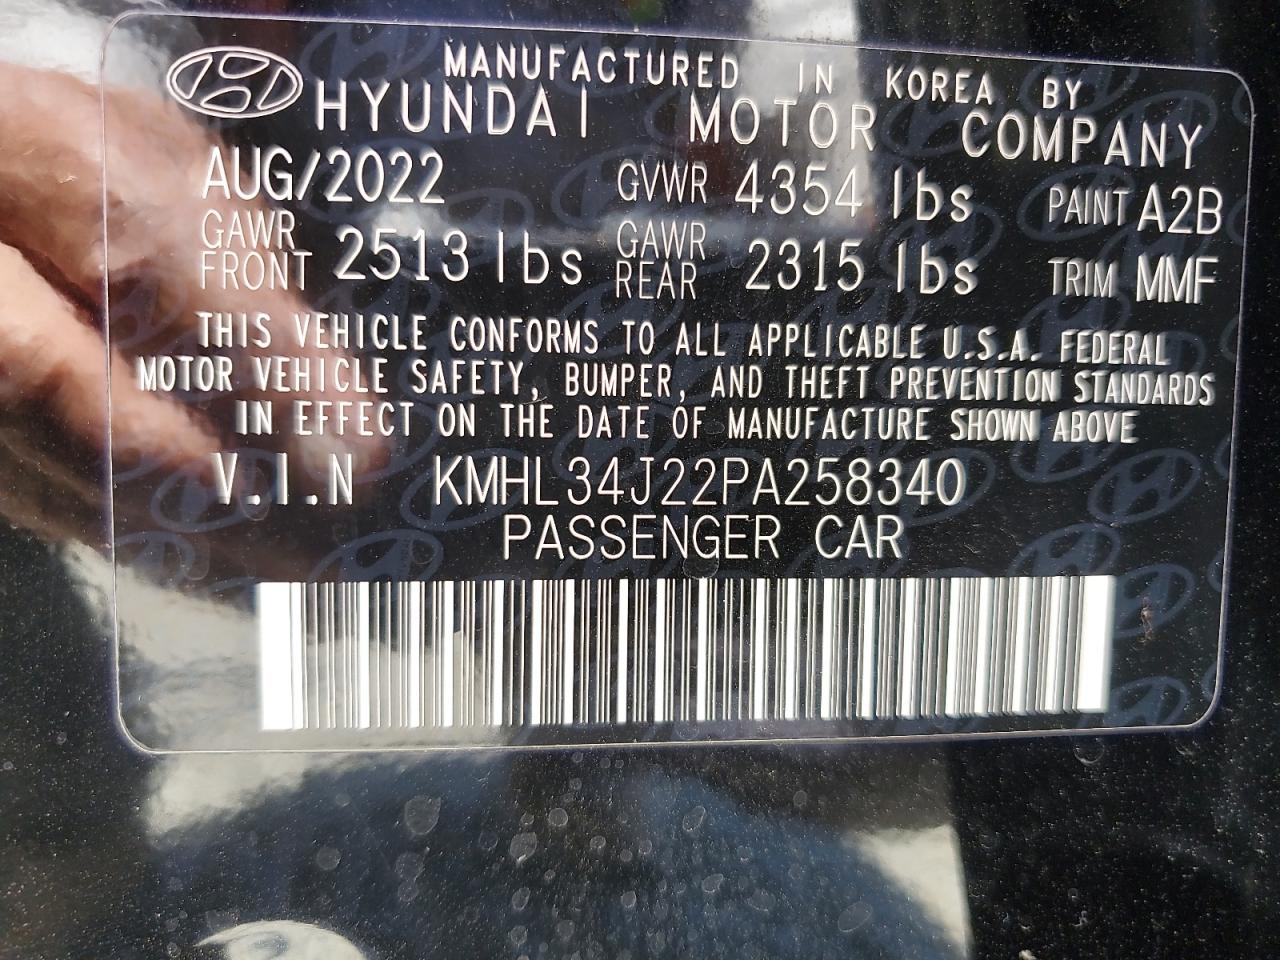 MANUFACTURED IN KOREA BY
HYUNDAI MOTOR COMPANY
AUG/2022 GVWR 4354 lbs PAINT A2B
GAWR FRONT 2513 lbs GAWR REAR 2315 lbs TRIM MMF
THIS VEHICLE CONFORMS TO ALL APPLICABLE U.S.A. FEDERAL
MOTOR VEHICLE SAFETY, BUMPER, AND THEFT PREVENTION STANDARDS
IN EFFECT ON THE DATE OF MANUFACTURE SHOWN ABOVE
V.I.N KMHL34J22PA258340
PASSENGER CAR